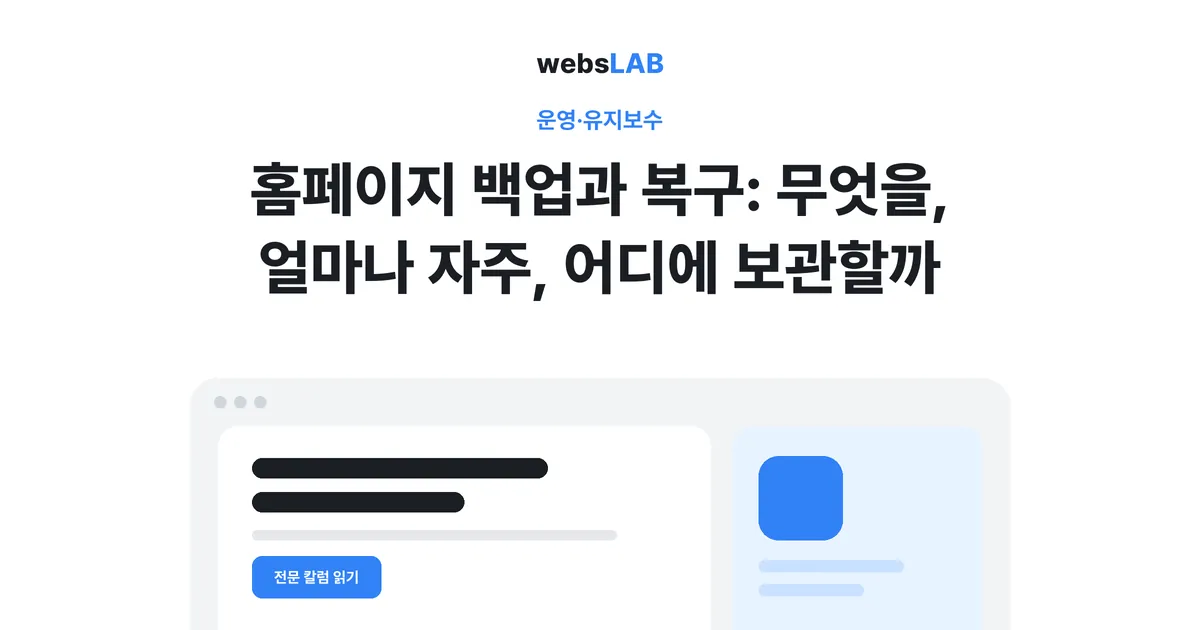 websLAB
운영·유지보수
홈페이지 백업과 복구: 무엇을,
얼마나 자주, 어디에 보관할까
전문 칼럼 읽기